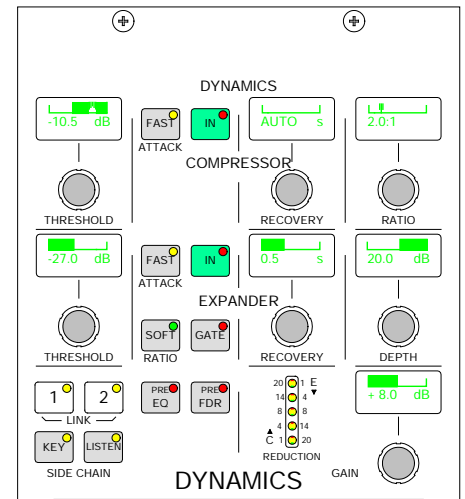 DYNAMICS
-10.5 dB
FAST
IN
AUTO s
2.0:1
ATTACK
COMPRESSOR
THRESHOLD
RECOVERY
RATIO
-27.0 dB
FAST
IN
0.5 s
20.0 dB
ATTACK
EXPANDER
SOFT
GATE
THRESHOLD
RATIO
RECOVERY
DEPTH
1
2
LINK
PRE EQ
PRE FDR
20 1 E
14 4
8 8
4 14
C 1 20
REDUCTION
+ 8.0 dB
KEY
LISTEN
SIDE CHAIN
DYNAMICS
GAIN